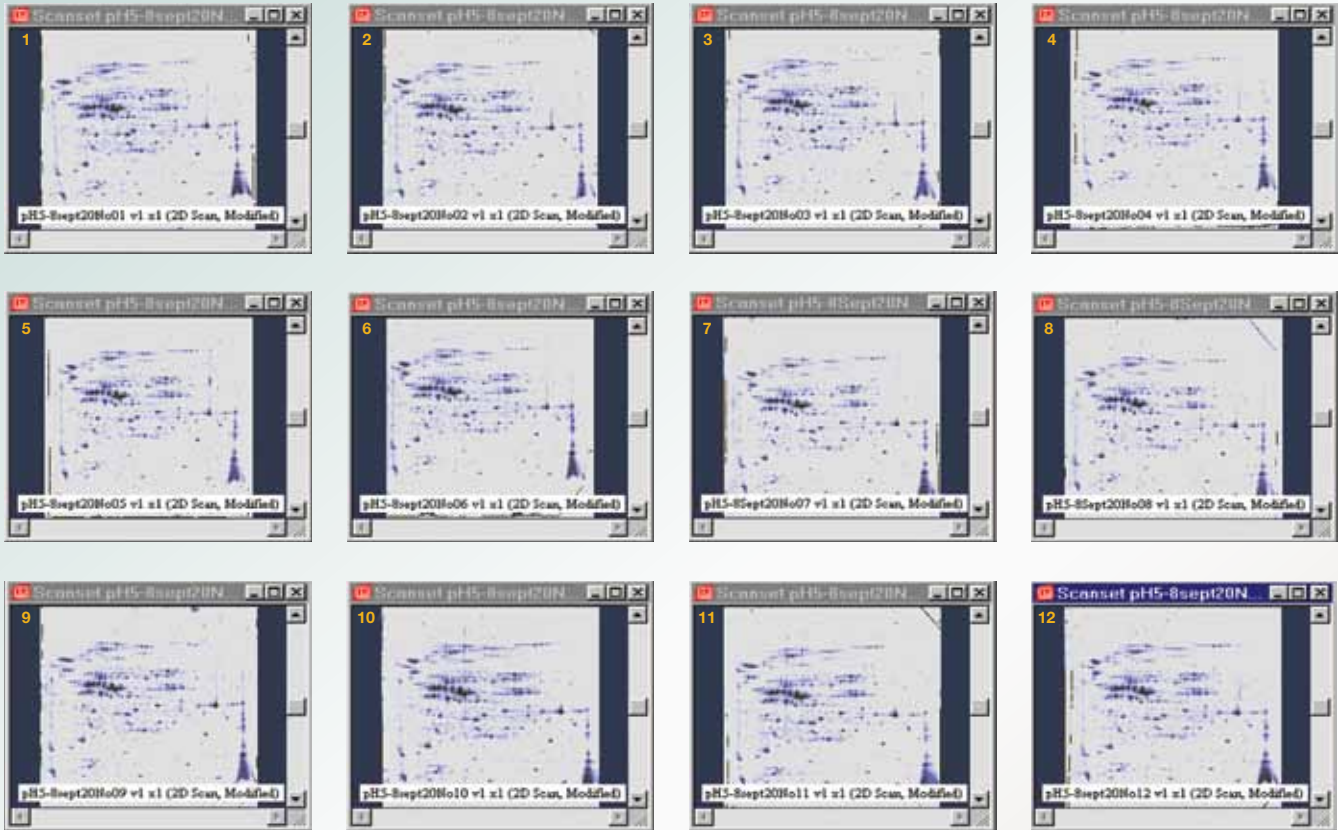 Scanset pH5-8sept20N...
1
pH5-8sept20No01 v1 x1 (2D Scan, Modified)
Scanset pH5-8sept20N...
2
pH5-8sept20No02 v1 x1 (2D Scan, Modified)
Scanset pH5-8sept20N...
3
pH5-8sept20No03 v1 x1 (2D Scan, Modified)
Scanset pH5-8sept20N...
4
pH5-8sept20No04 v1 x1 (2D Scan, Modified)
Scanset pH5-8sept20N...
5
pH5-8sept20No05 v1 x1 (2D Scan, Modified)
Scanset pH5-8sept20N...
6
pH5-8sept20No06 v1 x1 (2D Scan, Modified)
Scanset pH5-8Sept20N...
7
pH5-8Sept20No07 v1 x1 (2D Scan, Modified)
Scanset pH5-8Sept20N...
8
pH5-8Sept20No08 v1 x1 (2D Scan, Modified)
Scanset pH5-8sept20N...
9
pH5-8sept20No09 v1 x1 (2D Scan, Modified)
Scanset pH5-8sept20N...
10
pH5-8sept20No10 v1 x1 (2D Scan, Modified)
Scanset pH5-8sept20N...
11
pH5-8sept20No11 v1 x1 (2D Scan, Modified)
Scanset pH5-8sept20N...
12
pH5-8sept20No12 v1 x1 (2D Scan, Modified)